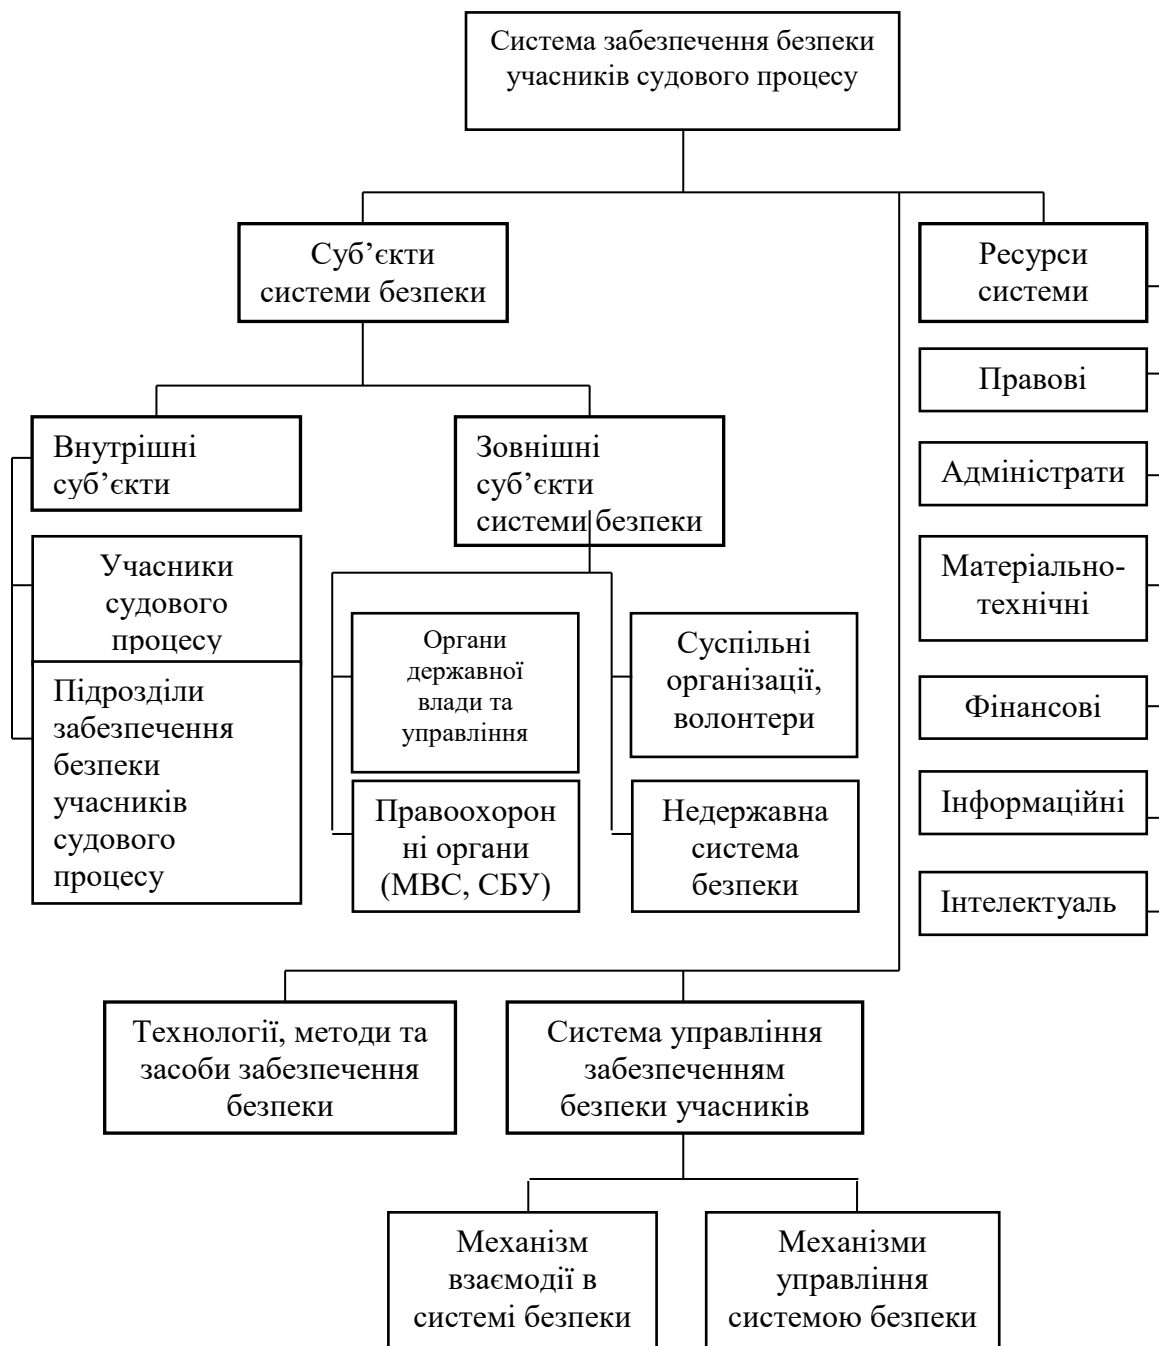 Система забезпечення безпеки
учасників судового процесу
Суб’єкти
системи безпеки
Ресурси
системи
Правові
Адміністрати
Матеріально-
технічні
Фінансові
Інформаційні
Інтелектуаль
Внутрішні
суб’єкти
Учасники
судового
процесу
Підрозділи
забезпечення
безпеки
учасників
судового
процесу
Зовнішні
суб’єкти
системи безпеки
Органи
державної
влади та
управління
Правоохорон
ні органи
(МВС, СБУ)
Суспільні
організації,
волонтери
Недержавна
система
безпеки
Технології, методи та
засоби забезпечення
безпеки
Система управління
забезпеченням
безпеки учасників
Механізм
взаємодії в
системі безпеки
Механізми
управління
системою безпеки